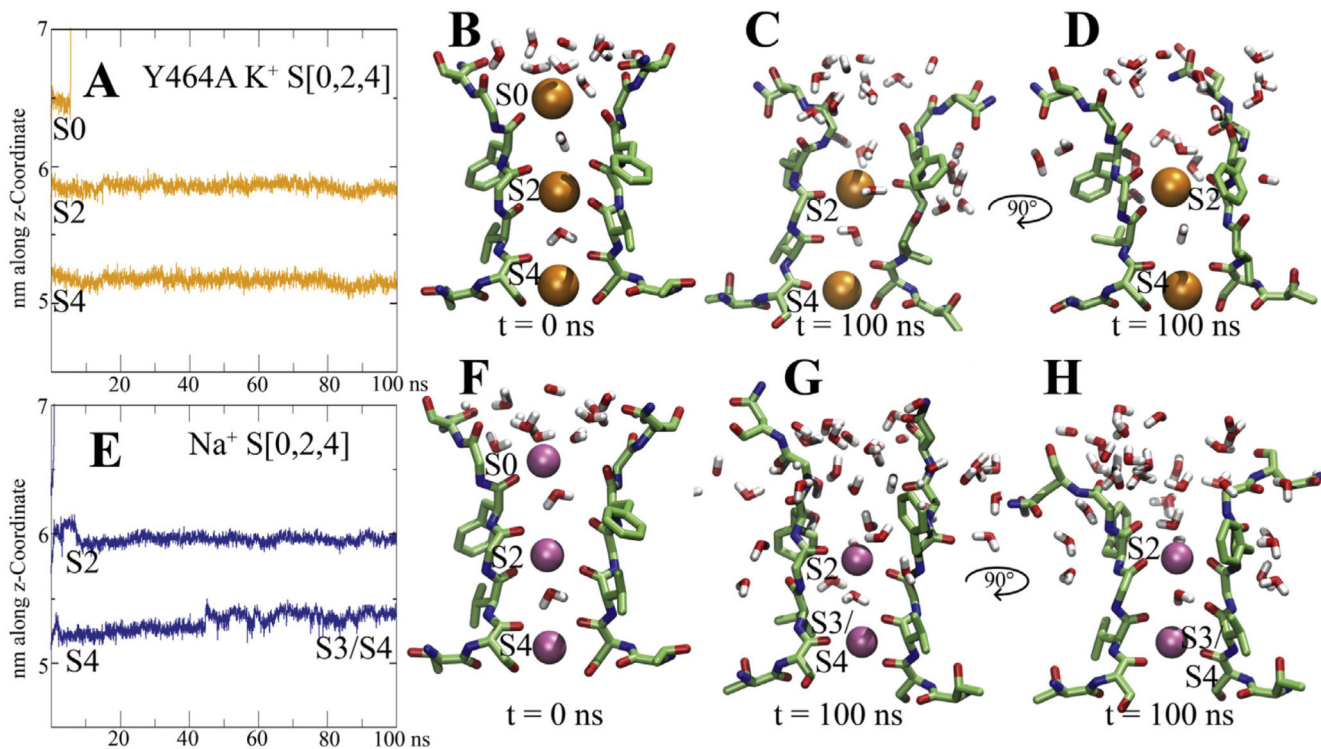 7
A
Y464A K⁺ S[0,2,4]
S0
6
S2
S4
5
nm along z-Coordinate
20 40 60 80 100 ns
B
S0
S2
S4
t = 0 ns
C
S2
S4
t = 100 ns
90°
D
S2
S4
t = 100 ns
7
E
Na⁺ S[0,2,4]
6
S2
S4
S3/S4
5
nm along z-Coordinate
20 40 60 80 100 ns
F
S0
S2
S4
t = 0 ns
G
S2
S3/
S4
t = 100 ns
90°
H
S2
S3/
S4
t = 100 ns